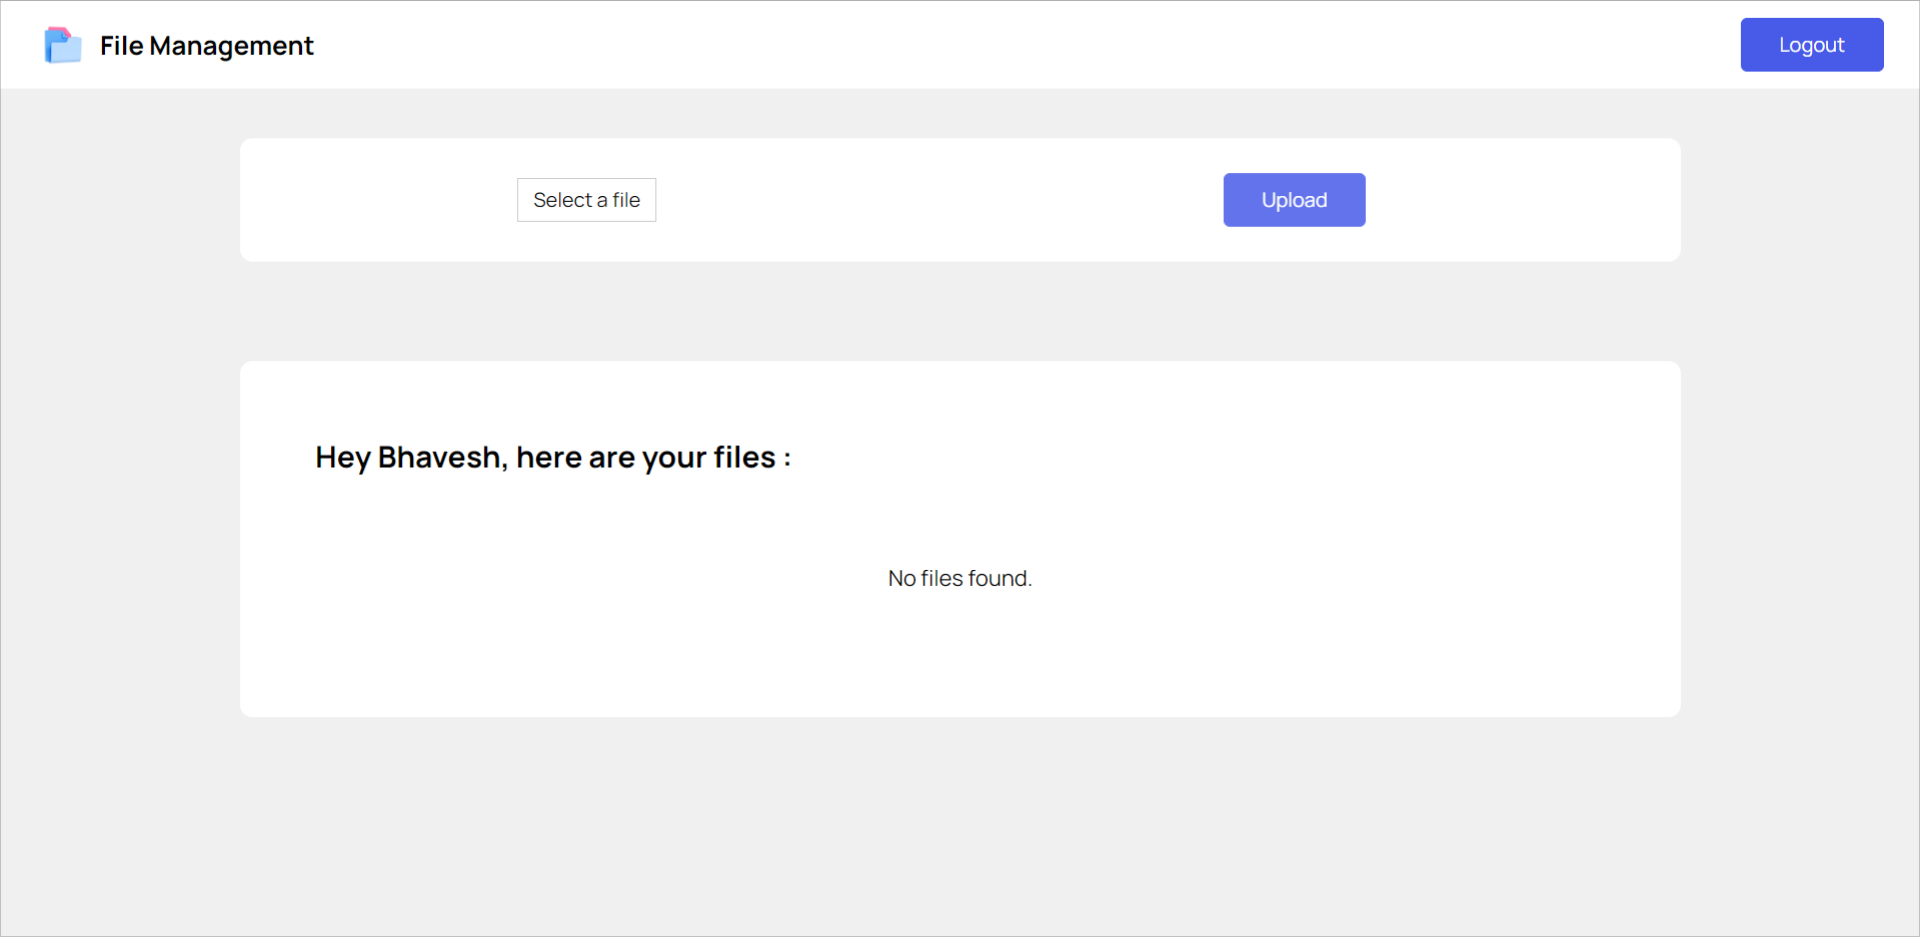 File Management
Logout
Select a file
Upload
Hey Bhavesh, here are your files :
No files found.